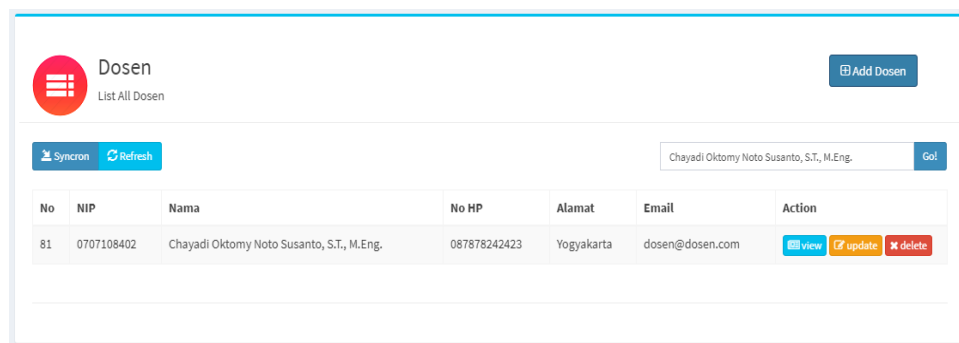 Dosen
List All Dosen
Add Dosen
Syncron Refresh
Chayadi Oktomy Noto Susanto, S.T., M.Eng. Go!
No NIP Nama No HP Alamat Email Action
81 0707108402 Chayadi Oktomy Noto Susanto, S.T., M.Eng. 087878242423 Yogyakarta dosen@dosen.com view update delete